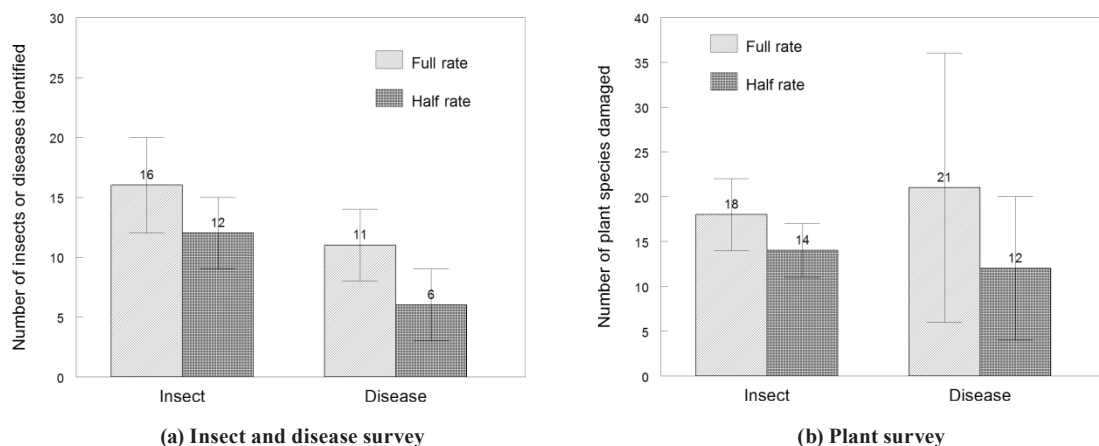 Number of insects or diseases identified
30
25
20
15
10
5
0
Full rate
Half rate
16
12
11
6
Insect Disease
(a) Insect and disease survey
Number of plant species damaged
40
35
30
25
20
15
10
5
0
Full rate
Half rate
18
14
21
12
Insect Disease
(b) Plant survey